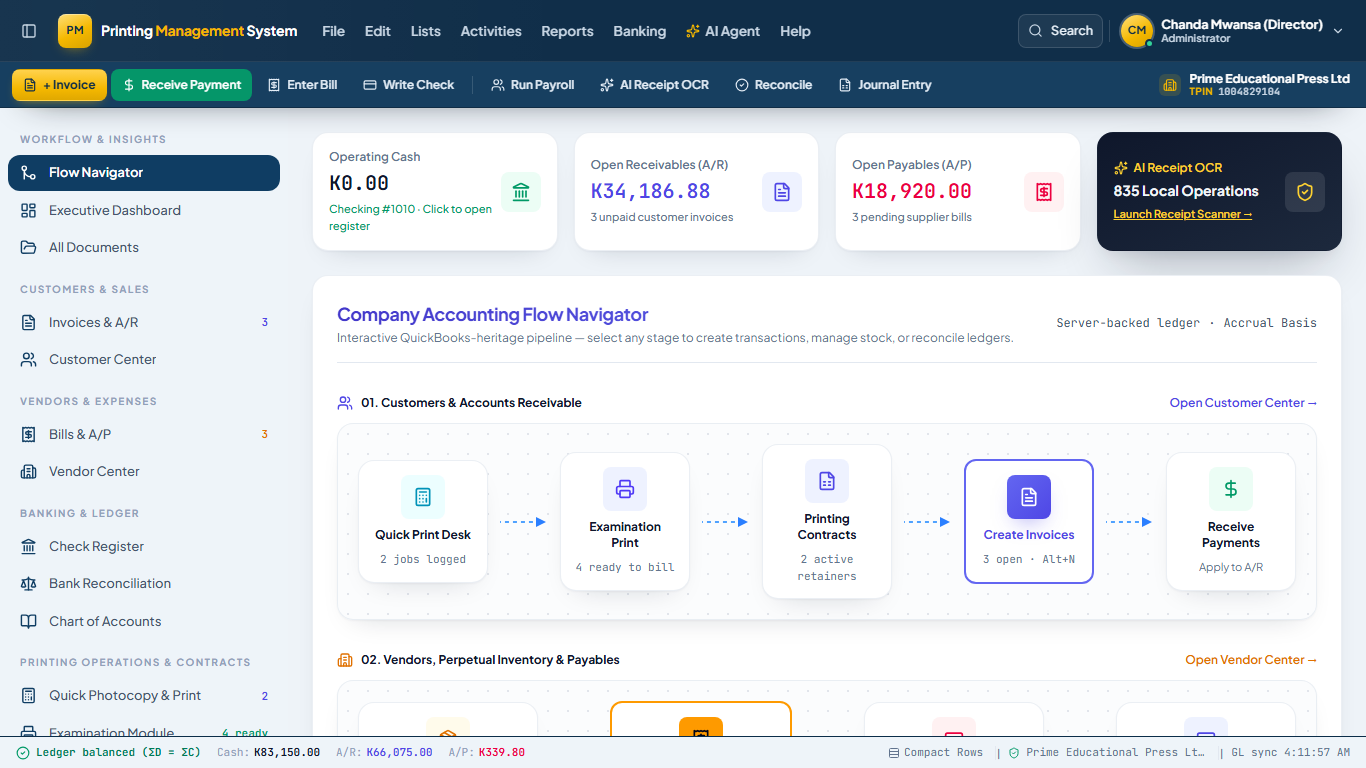 PM
Printing Management System
File
Edit
Lists
Activities
Reports
Banking
AI Agent
Help
Search
CM
Chanda Mwansa (Director)
Administrator
+ Invoice
Receive Payment
Enter Bill
Write Check
Run Payroll
AI Receipt OCR
Reconcile
Journal Entry
Prime Educational Press Ltd
TPIN 1004829104
WORKFLOW & INSIGHTS
Flow Navigator
Executive Dashboard
All Documents
CUSTOMERS & SALES
Invoices & A/R 3
Customer Center
VENDORS & EXPENSES
Bills & A/P 3
Vendor Center
BANKING & LEDGER
Check Register
Bank Reconciliation
Chart of Accounts
PRINTING OPERATIONS & CONTRACTS
Quick Photocopy & Print 2
Examination Module 4 ready
Operating Cash
K0.00
Checking #1010 · Click to open
register
Open Receivables (A/R)
K34,186.88
3 unpaid customer invoices
Open Payables (A/P)
K18,920.00
3 pending supplier bills
AI Receipt OCR
835 Local Operations
Launch Receipt Scanner →
Company Accounting Flow Navigator
Interactive QuickBooks-heritage pipeline — select any stage to create transactions, manage stock, or reconcile ledgers.
Server-backed ledger · Accrual Basis
01. Customers & Accounts Receivable
Open Customer Center →
Quick Print Desk
2 jobs logged
Examination
Print
4 ready to bill
Printing
Contracts
2 active
retainers
Create Invoices
3 open · Alt+N
Receive
Payments
Apply to A/R
02. Vendors, Perpetual Inventory & Payables
Open Vendor Center →
Ledger balanced (ΣD = ΣC)
Cash: K83,150.00
A/R: K66,075.00
A/P: K339.80
Compact Rows
| Prime Educational Press Lt…
| GL sync 4:11:57 AM